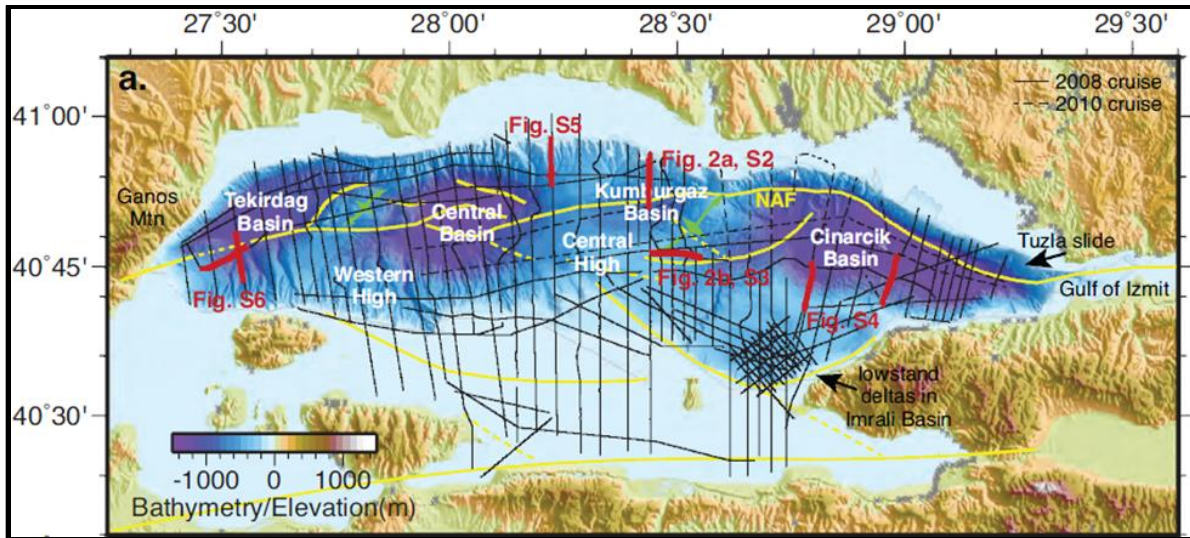 27°30' 28°00' 28°30' 29°00' 29°30'
a.
2008 cruise
2010 cruise
41°00'
Fig. S5
Fig. 2a, S2
Ganos
Mtn
Tekirdag
Basin
Central
Basin
Kumburgaz
Basin
NAF
Cinarcik
Basin
Tuzla slide
40°45'
Western
High
Central
High
Fig. 2b, S3
Gulf of Izmit
Fig. S6
Fig. S4
lowstand
deltas in
Imrali Basin
40°30'
-1000 0 1000
Bathymetry/Elevation(m)